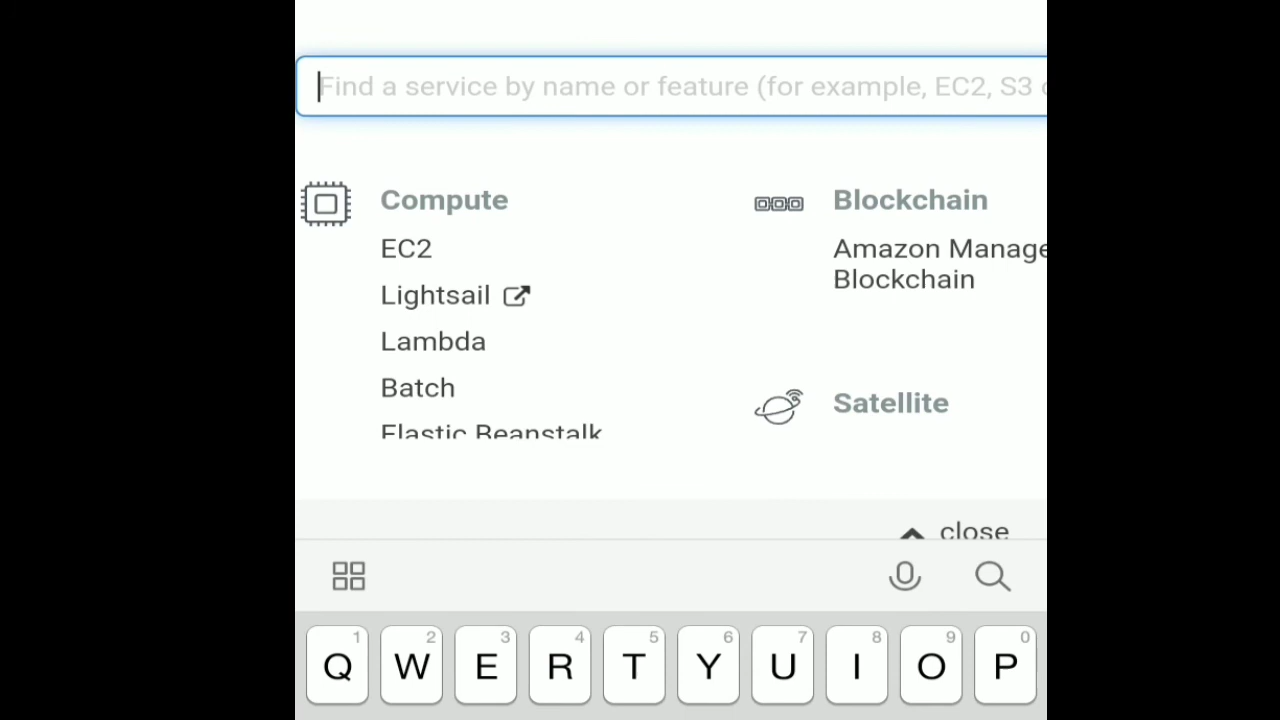 Find a service by name or feature (for example, EC2, S3
Compute
EC2
Lightsail
Lambda
Batch
Elastic Beanstalk
Blockchain
Amazon Manage
Blockchain
Satellite
close
1 2 3 4 5 6 7 8 9 0
Q W E R T Y U I O P